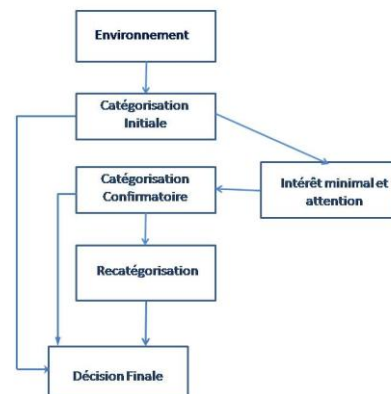 Environnement
Catégorisation
Initiale
Catégorisation
Confirmatoire
Intérêt minimal et
attention
Recatégorisation
Décision Finale